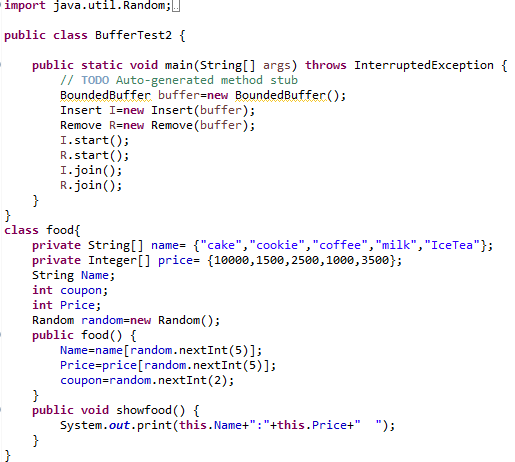 import java.util.Random;

public class BufferTest2 {

    public static void main(String[] args) throws InterruptedException {
        // TODO Auto-generated method stub
        BoundedBuffer buffer=new BoundedBuffer();
        Insert I=new Insert(buffer);
        Remove R=new Remove(buffer);
        I.start();
        R.start();
        I.join();
        R.join();
    }
}
class food{
    private String[] name= {"cake","cookie","coffee","milk","IceTea"};
    private Integer[] price= {10000,1500,2500,1000,3500};
    String Name;
    int coupon;
    int Price;
    Random random=new Random();
    public food() {
        Name=name[random.nextInt(5)];
        Price=price[random.nextInt(5)];
        coupon=random.nextInt(2);
    }
    public void showfood() {
        System.out.print(this.Name+":"+this.Price+"  ");
    }
}